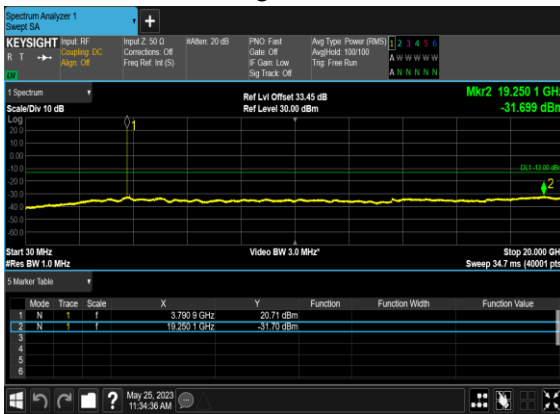 Spectrum Analyzer 1
Swept SA
KEYSIGHT
R T
LV
Input: RF
Coupling: DC
Align: Off
Input Z: 50 Ω
Corrections: Off
Freq Ref: Int (S)
#Atten: 20 dB
PNO: Fast
Gate: Off
IF Gain: Low
Sig Track: Off
Avg Type: Power (RMS)
Avg|Hold: 100/100
Trig: Free Run
1 2 3 4 5 6
A W W W W W
A N N N N N
1 Spectrum
Scale/Div 10 dB
Ref Lvl Offset 33.45 dB
Ref Level 30.00 dBm
Mkr2 19.250 1 GHz
-31.699 dBm
Log
20.0
10.0
0.00
-10.0
-20.0
-30.0
-40.0
-50.0
-60.0
1
DL1 -13.00 dBm
2
Start 30 MHz
#Res BW 1.0 MHz
Video BW 3.0 MHz*
Stop 20.000 GHz
Sweep 34.7 ms (40001 pts)
5 Marker Table
Mode Trace Scale X Y Function Function Width Function Value
1 N 1 f 3.790 9 GHz 20.71 dBm
2 N 1 f 19.250 1 GHz -31.70 dBm
3
4
5
6
?
May 25, 2023
11:34:36 AM